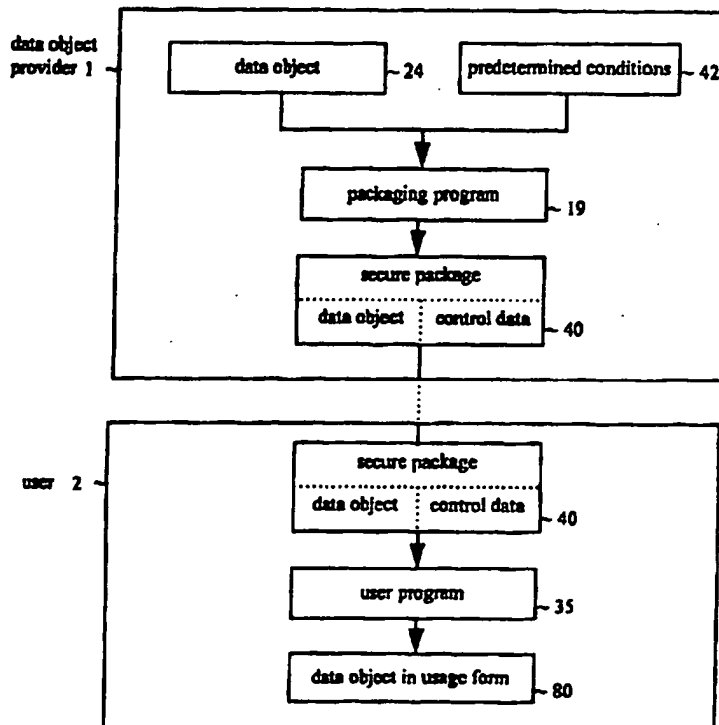 data object
provider 1
data object
24
predetermined conditions
42
packaging program
19
secure package
data object
control data
40
user 2
secure package
data object
control data
40
user program
35
data object in usage form
80